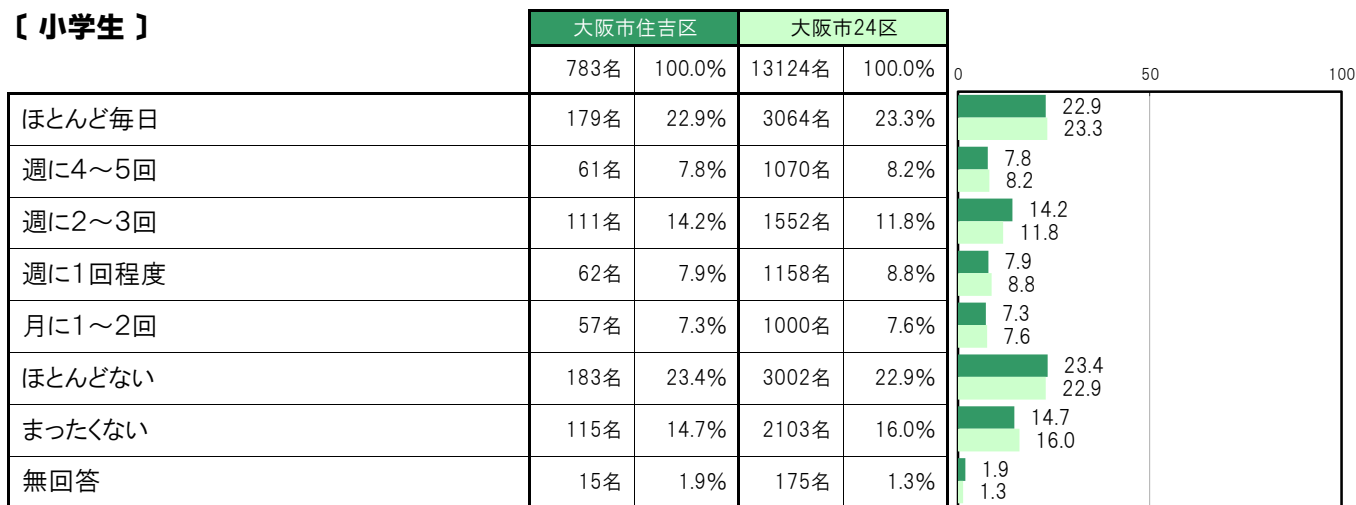 〔 小学生 〕
大阪市住吉区 大阪市24区
783名 100.0% 13124名 100.0% 0 50 100
ほとんど毎日 179名 22.9% 3064名 23.3% 22.9
23.3
週に4～5回 61名 7.8% 1070名 8.2% 7.8
8.2
週に2～3回 111名 14.2% 1552名 11.8% 14.2
11.8
週に1回程度 62名 7.9% 1158名 8.8% 7.9
8.8
月に1～2回 57名 7.3% 1000名 7.6% 7.3
7.6
ほとんどない 183名 23.4% 3002名 22.9% 23.4
22.9
まったくない 115名 14.7% 2103名 16.0% 14.7
16.0
無回答 15名 1.9% 175名 1.3% 1.9
1.3